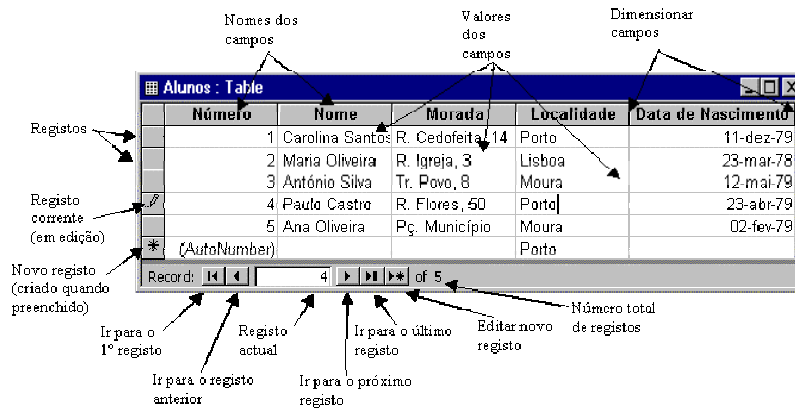 Nomes dos
campos
Valores
dos
campos
Dimensionar
campos
Alunos : Table
Número Nome Morada Localidade Data de Nascimento
Registos
1 Carolina Santos R. Cedofeita, 14 Porto 11-dez-79
2 Maria Oliveira R. Igreja, 3 Lisboa 23-mar-78
3 António Silva Tr. Povo, 8 Moura 12-mai-79
Registo
corrente
(em edição)
4 Paulo Castro R. Flores, 50 Porto 23-abr-79
5 Ana Oliveira Pç. Município Moura 02-fev-79
(AutoNumber) Porto
Novo registo
(criado quando
preenchido)
Record: 4 of 5
Ir para o
1º registo
Registo
actual
Ir para o último
registo
Editar novo
registo
Número total
de registos
Ir para o registo
anterior
Ir para o próximo
registo